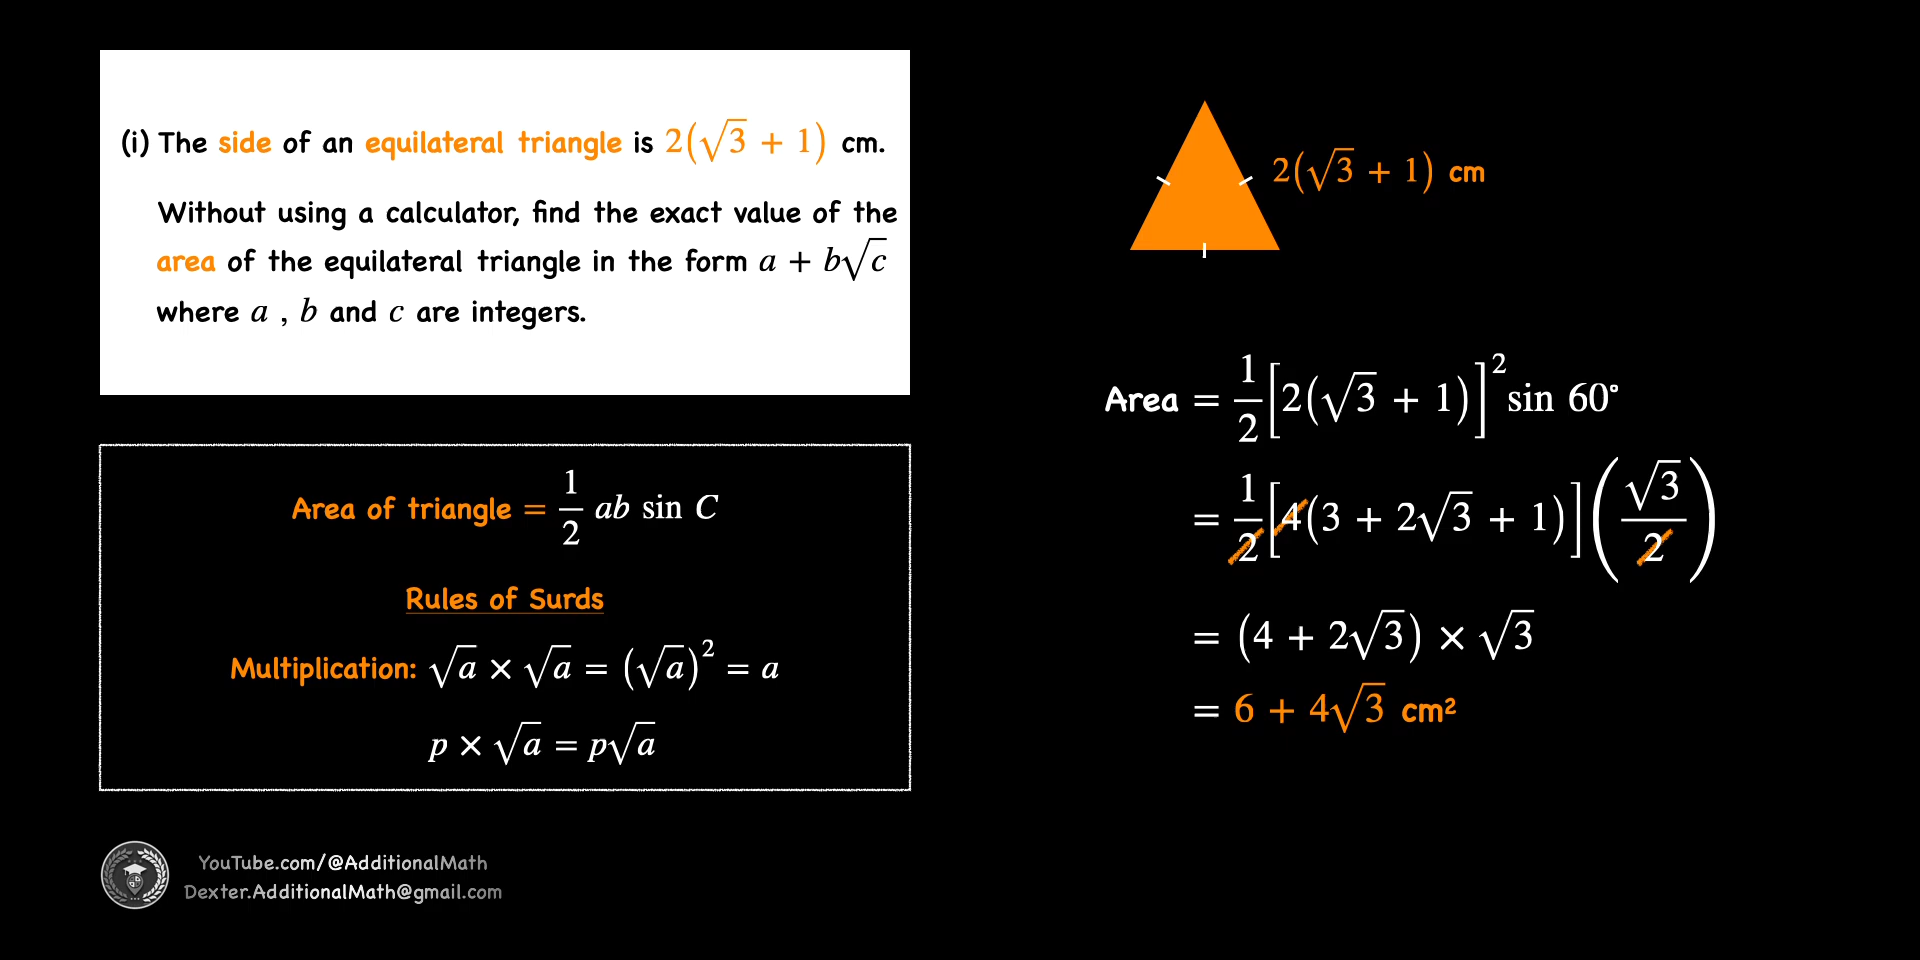 (i) The side of an equilateral triangle is 2(√3 + 1) cm.
Without using a calculator, find the exact value of the
area of the equilateral triangle in the form a + b√c
where a , b and c are integers.
Area of triangle = 1/2 ab sin C
Rules of Surds
Multiplication: √a × √a = (√a)² = a
p × √a = p√a
YouTube.com/@AdditionalMath
Dexter.AdditionalMath@gmail.com
2(√3 + 1) cm
Area = 1/2 [2(√3 + 1)]² sin 60°
= 1/2 [4(3 + 2√3 + 1)] (√3/2)
= (4 + 2√3) × √3
= 6 + 4√3 cm²